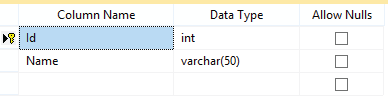 Column Name Data Type Allow Nulls
Id int
Name varchar(50)